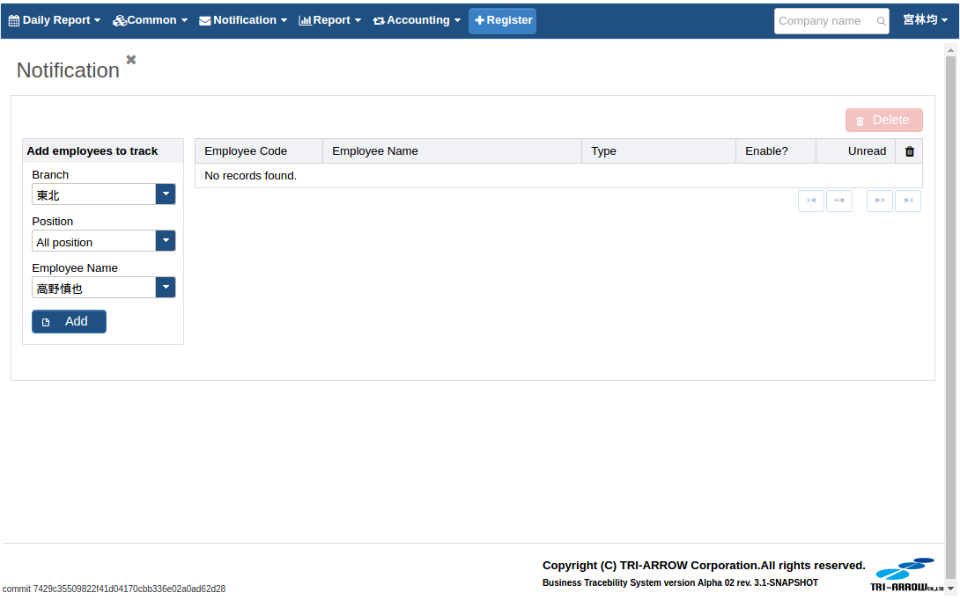 Daily Report Common Notification Report Accounting Register Company name 宮林均
Notification
Delete
Add employees to track
Employee Code Employee Name Type Enable? Unread
No records found.
Branch
東北
Position
All position
Employee Name
高野慎也
Add
Copyright (C) TRI-ARROW Corporation.All rights reserved.
Business Tracebility System version Alpha 02 rev. 3.1-SNAPSHOT
TRI-ARROW CO.,LTD
commit 7429c35509822f41d04170cbb336e02a0ad62d28